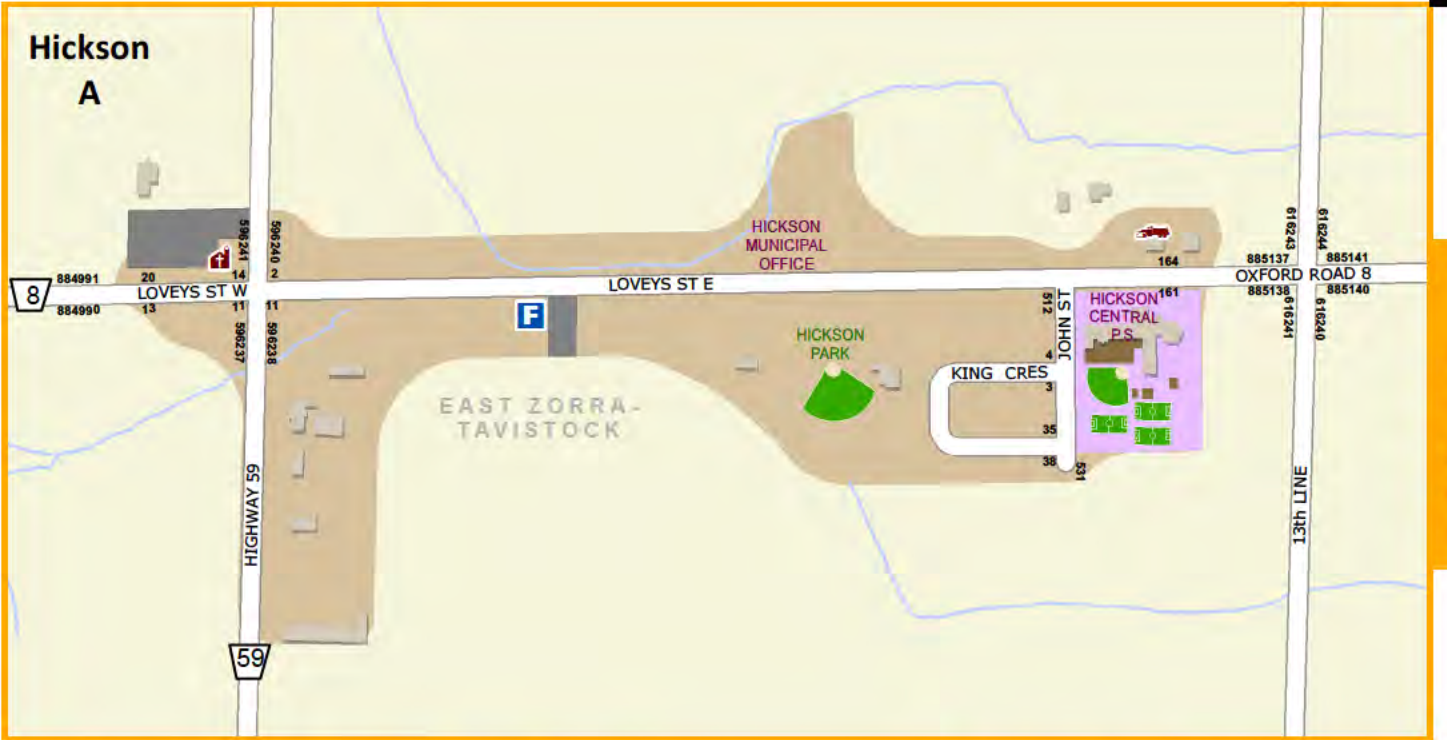 Hickson
A
596241
596240
HICKSON
MUNICIPAL
OFFICE
616243
616244
884991
20
14
2
164
885137
885141
8
LOVEYS ST W
LOVEYS ST E
OXFORD ROAD 8
884990
13
11
11
161
885138
885140
F
512
JOHN ST
HICKSON
CENTRAL
P.S.
616241
616240
596237
596238
HICKSON
PARK
4
KING CRES
3
EAST ZORRA-
TAVISTOCK
35
38
531
HIGHWAY 59
13th LINE
59